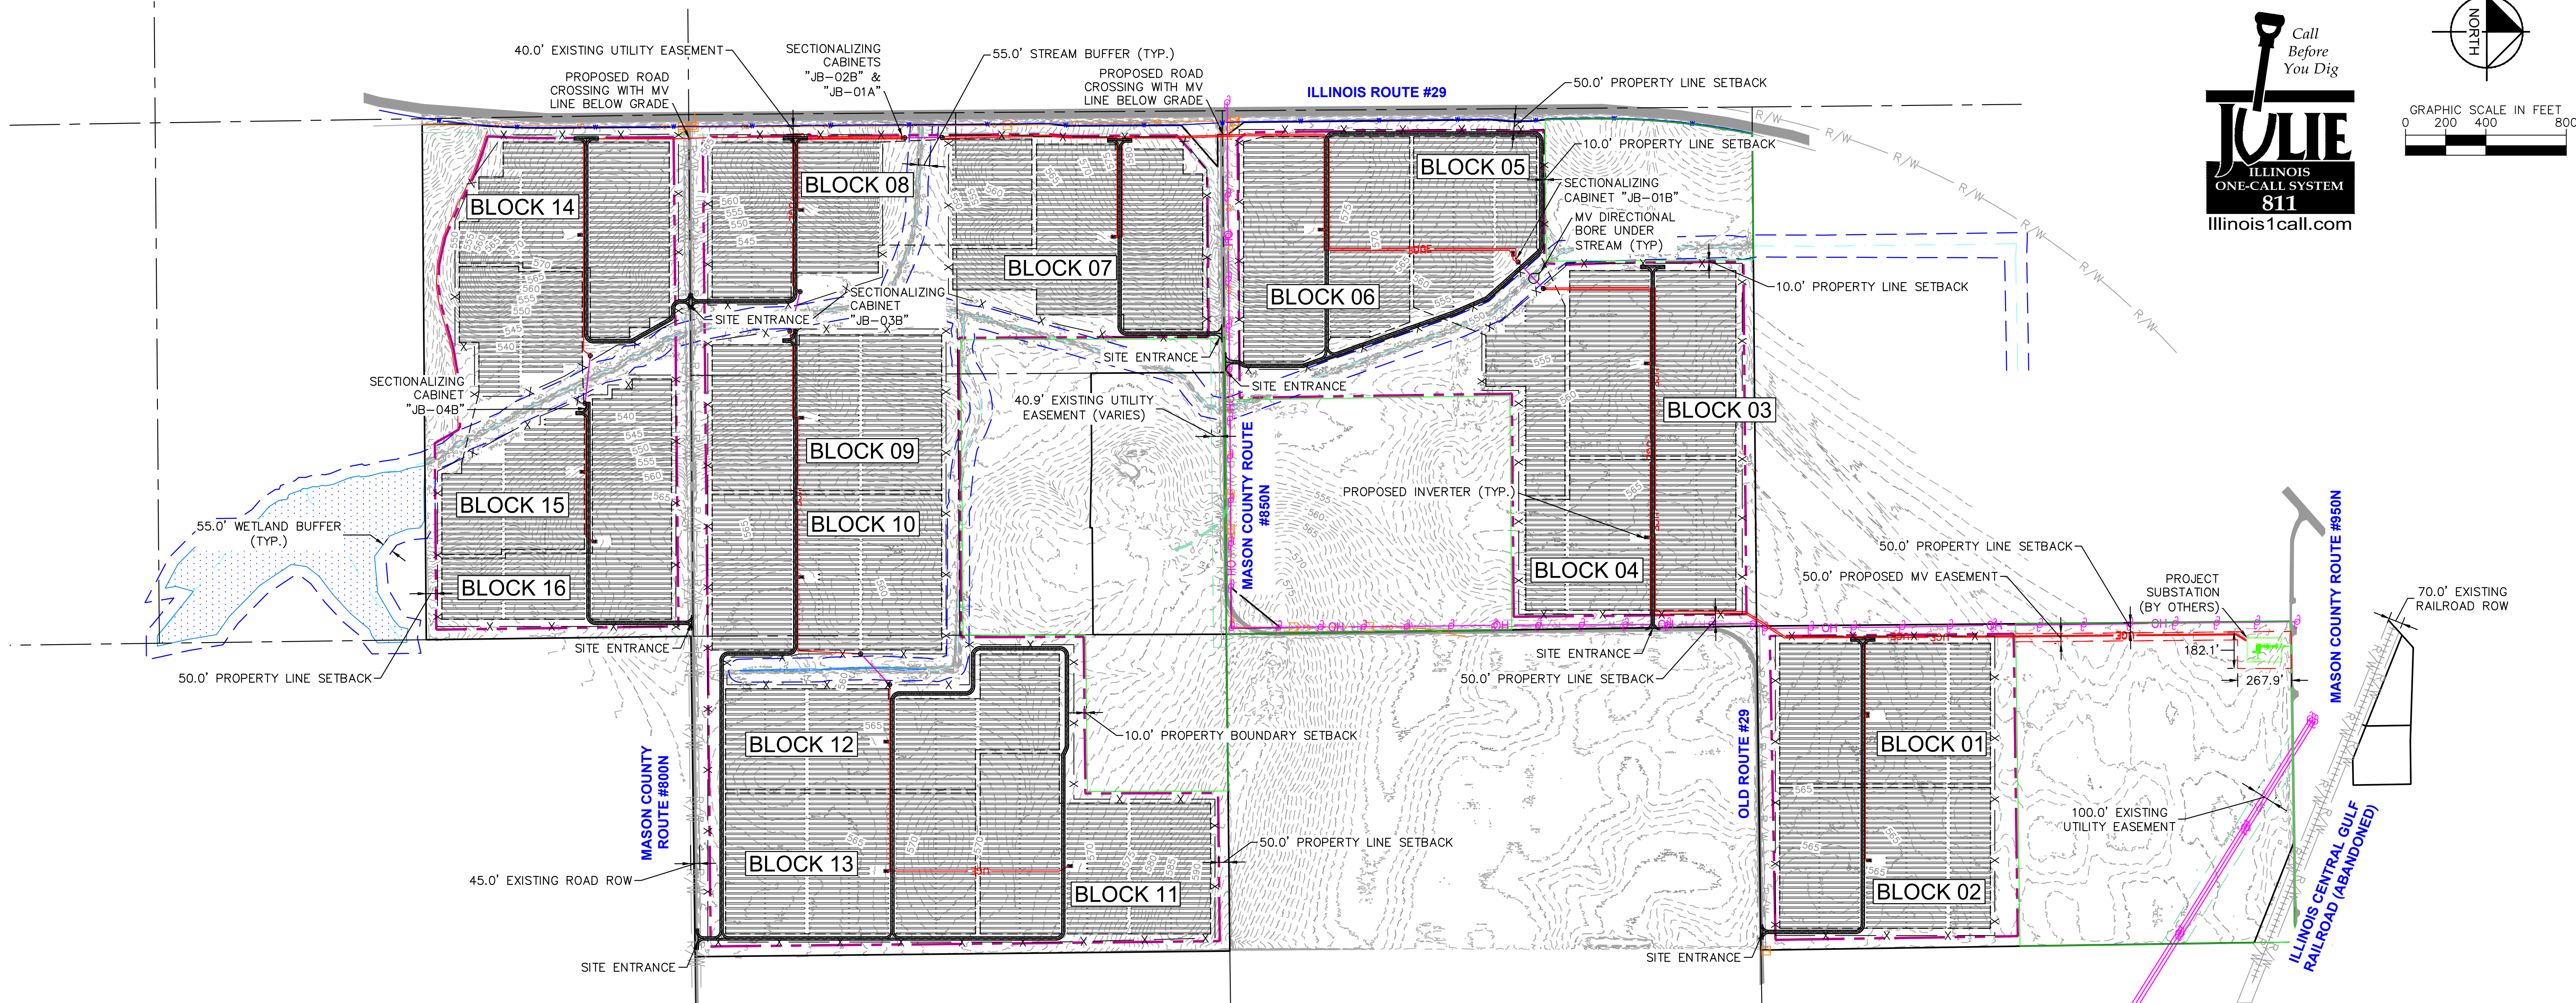 40.0' EXISTING UTILITY EASEMENT
PROPOSED ROAD
CROSSING WITH MV
LINE BELOW GRADE
SECTIONALIZING
CABINETS
"JB-02B" &
"JB-01A"
55.0' STREAM BUFFER (TYP.)
PROPOSED ROAD
CROSSING WITH MV
LINE BELOW GRADE
ILLINOIS ROUTE #29
50.0' PROPERTY LINE SETBACK
Call
Before
You Dig
JULIE
ILLINOIS
ONE-CALL SYSTEM
811
Illinois1call.com
NORTH
GRAPHIC SCALE IN FEET
0 200 400 800
R/W R/W R/W R/W R/W R/W R/W
BLOCK 14
BLOCK 08
BLOCK 07
BLOCK 05
BLOCK 06
10.0' PROPERTY LINE SETBACK
SECTIONALIZING
CABINET "JB-01B"
MV DIRECTIONAL
BORE UNDER
STREAM (TYP)
10.0' PROPERTY LINE SETBACK
SITE ENTRANCE
SECTIONALIZING
CABINET
"JB-03B"
SITE ENTRANCE
SITE ENTRANCE
SECTIONALIZING
CABINET
"JB-04B"
40.9' EXISTING UTILITY
EASEMENT (VARIES)
BLOCK 03
BLOCK 09
MASON COUNTY ROUTE
#850N
PROPOSED INVERTER (TYP.)
BLOCK 15
BLOCK 10
55.0' WETLAND BUFFER
(TYP.)
BLOCK 16
BLOCK 04
50.0' PROPERTY LINE SETBACK
50.0' PROPOSED MV EASEMENT
PROJECT
SUBSTATION
(BY OTHERS)
MASON COUNTY ROUTE #950N
70.0' EXISTING
RAILROAD ROW
182.1'
267.9'
SITE ENTRANCE
50.0' PROPERTY LINE SETBACK
SITE ENTRANCE
50.0' PROPERTY LINE SETBACK
OLD ROUTE #29
BLOCK 12
10.0' PROPERTY BOUNDARY SETBACK
BLOCK 01
MASON COUNTY
ROUTE #800N
BLOCK 13
50.0' PROPERTY LINE SETBACK
45.0' EXISTING ROAD ROW
BLOCK 11
BLOCK 02
100.0' EXISTING
UTILITY EASEMENT
ILLINOIS CENTRAL GULF
RAILROAD (ABANDONED)
SITE ENTRANCE
SITE ENTRANCE